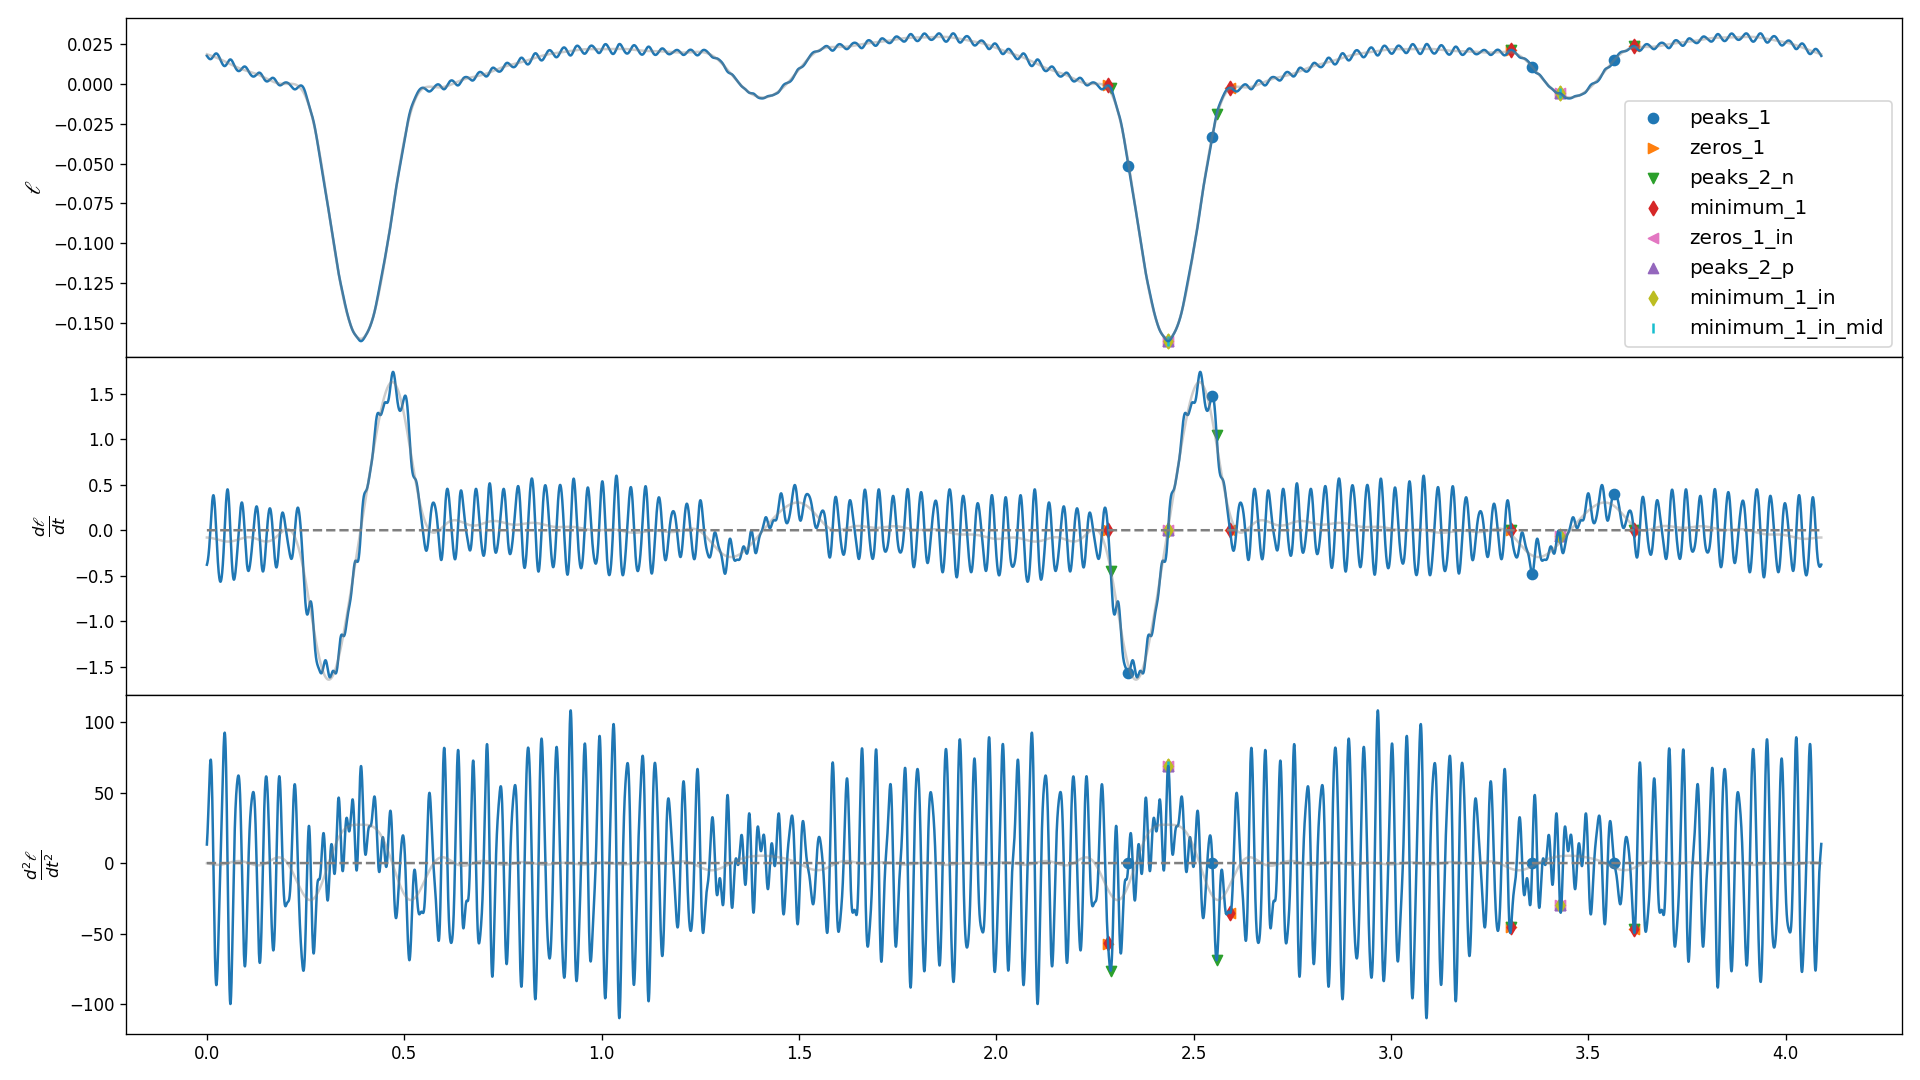 0.025
0.000
−0.025
−0.050
−0.075
−0.100
−0.125
−0.150
ℓ
peaks_1
zeros_1
peaks_2_n
minimum_1
zeros_1_in
peaks_2_p
minimum_1_in
minimum_1_in_mid
1.5
1.0
0.5
0.0
−0.5
−1.0
−1.5
dℓ/dt
100
50
0
−50
−100
d²ℓ/dt²
0.0 0.5 1.0 1.5 2.0 2.5 3.0 3.5 4.0